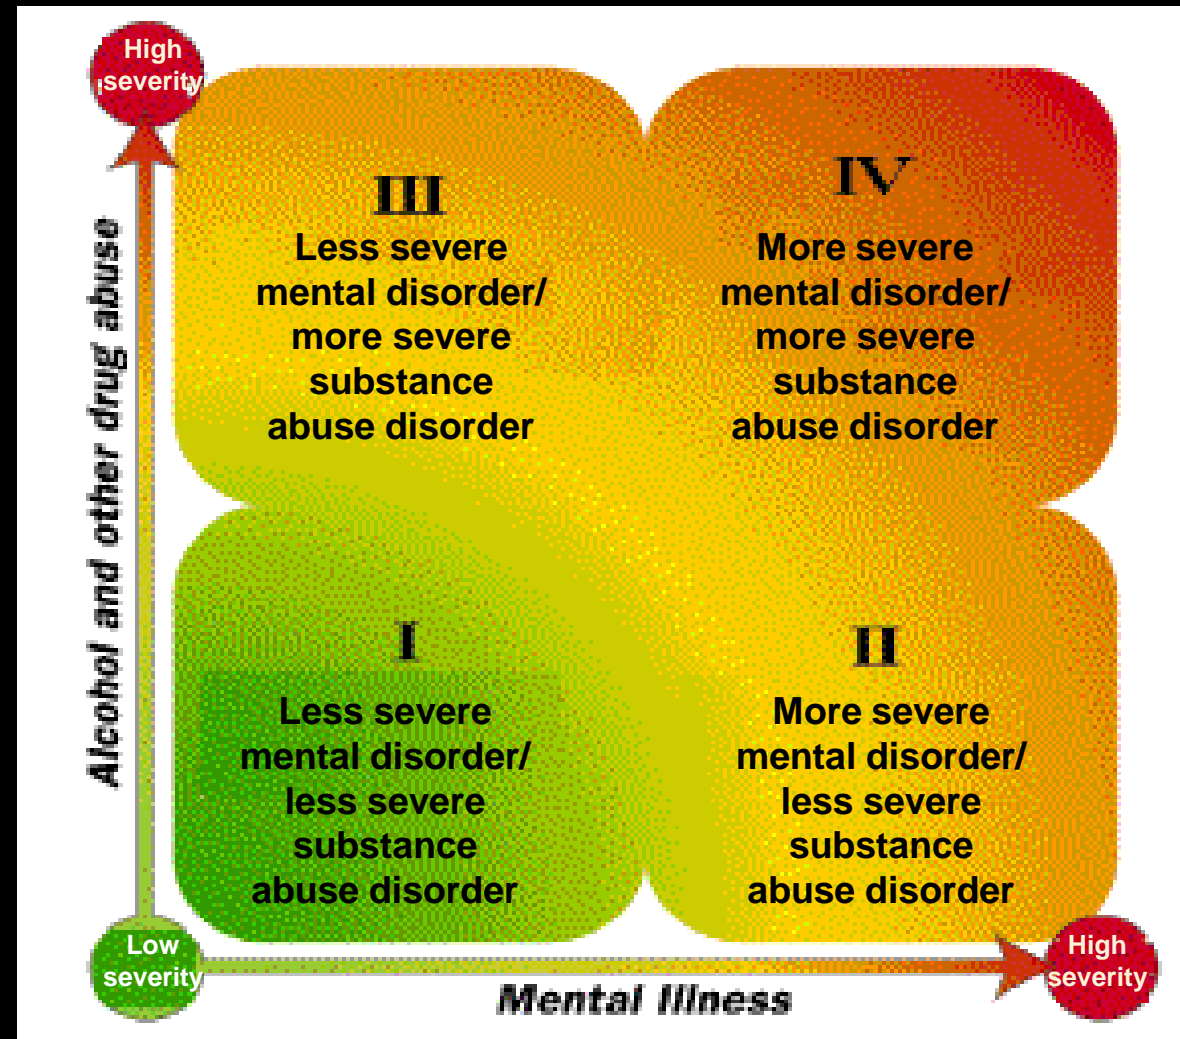 High
severity
III
Less severe
mental disorder/
more severe
substance
abuse disorder
IV
More severe
mental disorder/
more severe
substance
abuse disorder
Alcohol and other drug abuse
I
Less severe
mental disorder/
less severe
substance
abuse disorder
II
More severe
mental disorder/
less severe
substance
abuse disorder
Low
severity
Mental Illness
High
severity